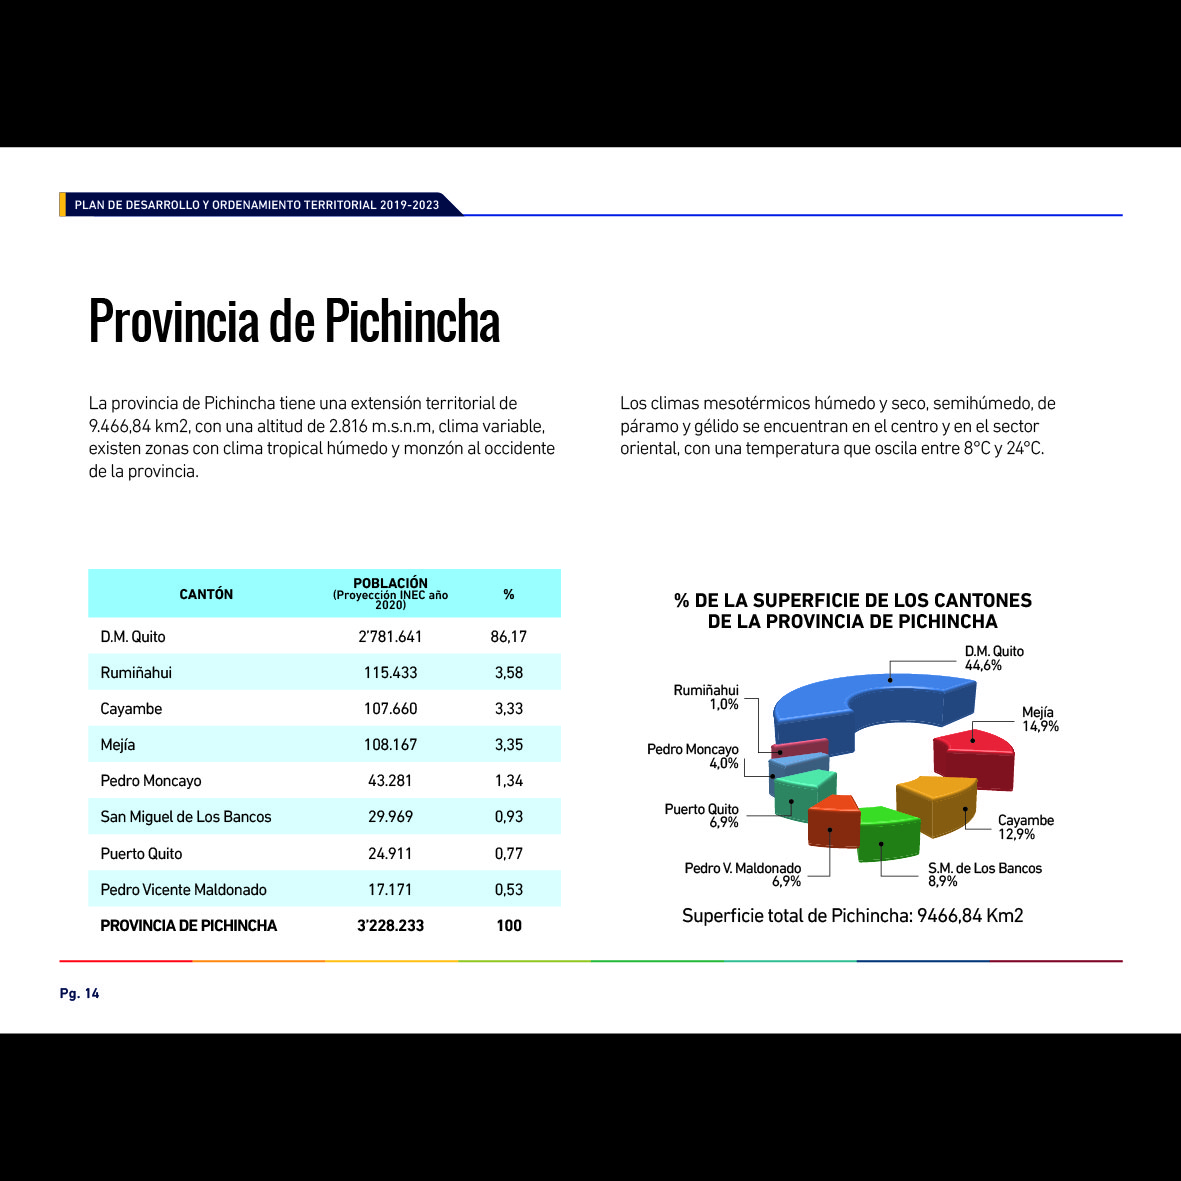 PLAN DE DESARROLLO Y ORDENAMIENTO TERRITORIAL 2019-2023
Provincia de Pichincha
La provincia de Pichincha tiene una extensión territorial de
9.466,84 km2, con una altitud de 2.816 m.s.n.m, clima variable,
existen zonas con clima tropical húmedo y monzón al occidente
de la provincia.
Los climas mesotérmicos húmedo y seco, semihúmedo, de
páramo y gélido se encuentran en el centro y en el sector
oriental, con una temperatura que oscila entre 8°C y 24°C.
CANTÓN POBLACIÓN (Proyección INEC año 2020) %
D.M. Quito 2’781.641 86,17
Rumiñahui 115.433 3,58
Cayambe 107.660 3,33
Mejía 108.167 3,35
Pedro Moncayo 43.281 1,34
San Miguel de Los Bancos 29.969 0,93
Puerto Quito 24.911 0,77
Pedro Vicente Maldonado 17.171 0,53
PROVINCIA DE PICHINCHA 3’228.233 100
% DE LA SUPERFICIE DE LOS CANTONES
DE LA PROVINCIA DE PICHINCHA
D.M. Quito
44,6%
Rumiñahui
1,0%
Mejía
14,9%
Pedro Moncayo
4,0%
Puerto Quito
6,9%
Cayambe
12,9%
Pedro V. Maldonado
6,9%
S.M. de Los Bancos
8,9%
Superficie total de Pichincha: 9466,84 Km2
Pg. 14